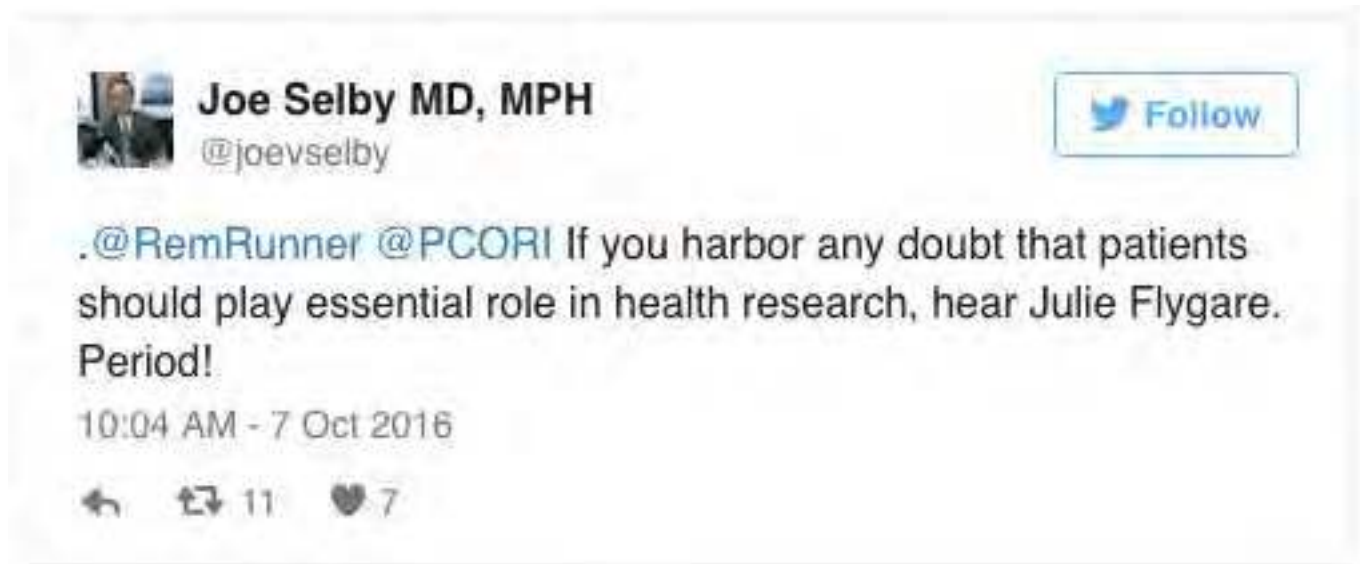 Joe Selby MD, MPH
@joevselby
Follow
.@RemRunner @PCORI If you harbor any doubt that patients
should play essential role in health research, hear Julie Flygare.
Period!
10:04 AM - 7 Oct 2016
11 7